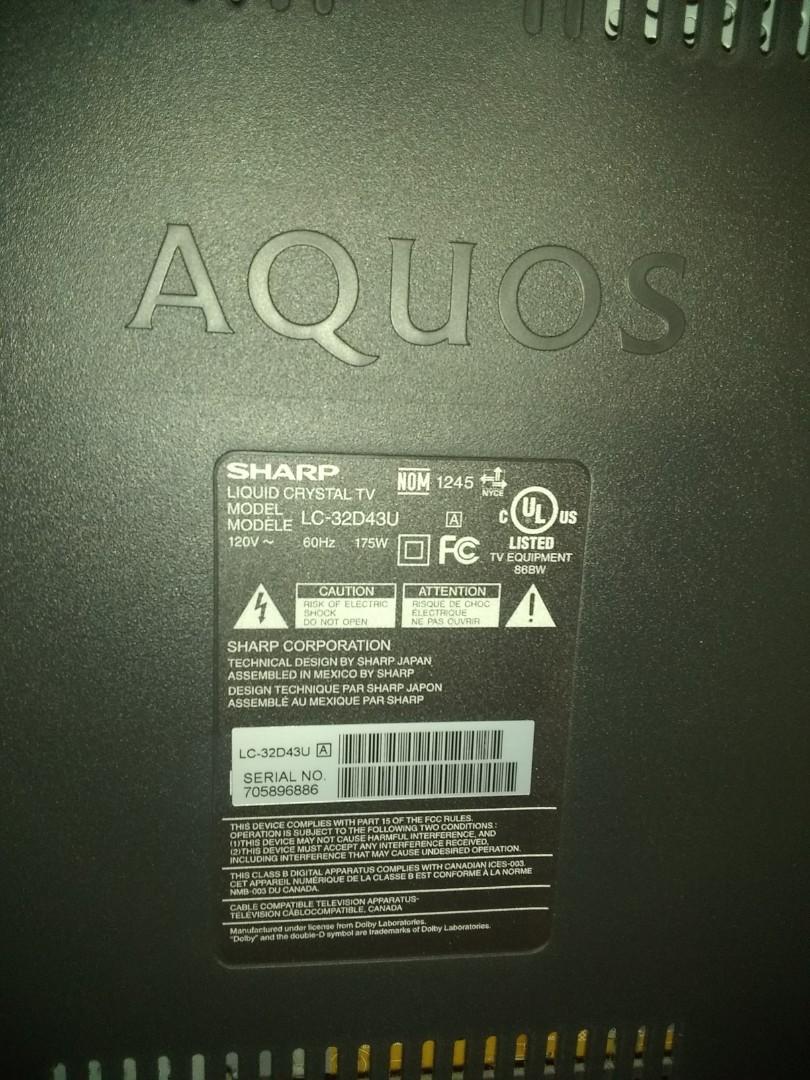 AQUOS
SHARP
LIQUID CRYSTAL TV
NOM 1245 NYCE
MODEL
MODÈLE LC-32D43U A
120V ~ 60Hz 175W
FC
C UL US
LISTED
TV EQUIPMENT
86BW
CAUTION
RISK OF ELECTRIC
SHOCK
DO NOT OPEN
ATTENTION
RISQUE DE CHOC
ÉLECTRIQUE
NE PAS OUVRIR
SHARP CORPORATION
TECHNICAL DESIGN BY SHARP JAPAN
ASSEMBLED IN MEXICO BY SHARP
DESIGN TECHNIQUE PAR SHARP JAPON
ASSEMBLÉ AU MEXIQUE PAR SHARP
LC-32D43U A
SERIAL NO.
705896886
THIS DEVICE COMPLIES WITH PART 15 OF THE FCC RULES.
OPERATION IS SUBJECT TO THE FOLLOWING TWO CONDITIONS :
(1)THIS DEVICE MAY NOT CAUSE HARMFUL INTERFERENCE, AND
(2)THIS DEVICE MUST ACCEPT ANY INTERFERENCE RECEIVED,
INCLUDING INTERFERENCE THAT MAY CAUSE UNDESIRED OPERATION.
THIS CLASS B DIGITAL APPARATUS COMPLIES WITH CANADIAN ICES-003.
CET APPAREIL NUMÉRIQUE DE LA CLASSE B EST CONFORME À LA NORME
NMB-003 DU CANADA.
CABLE COMPATIBLE TELEVISION APPARATUS-
TÉLÉVISION CÂBLOCOMPATIBLE, CANADA
Manufactured under license from Dolby Laboratories.
"Dolby" and the double-D symbol are trademarks of Dolby Laboratories.